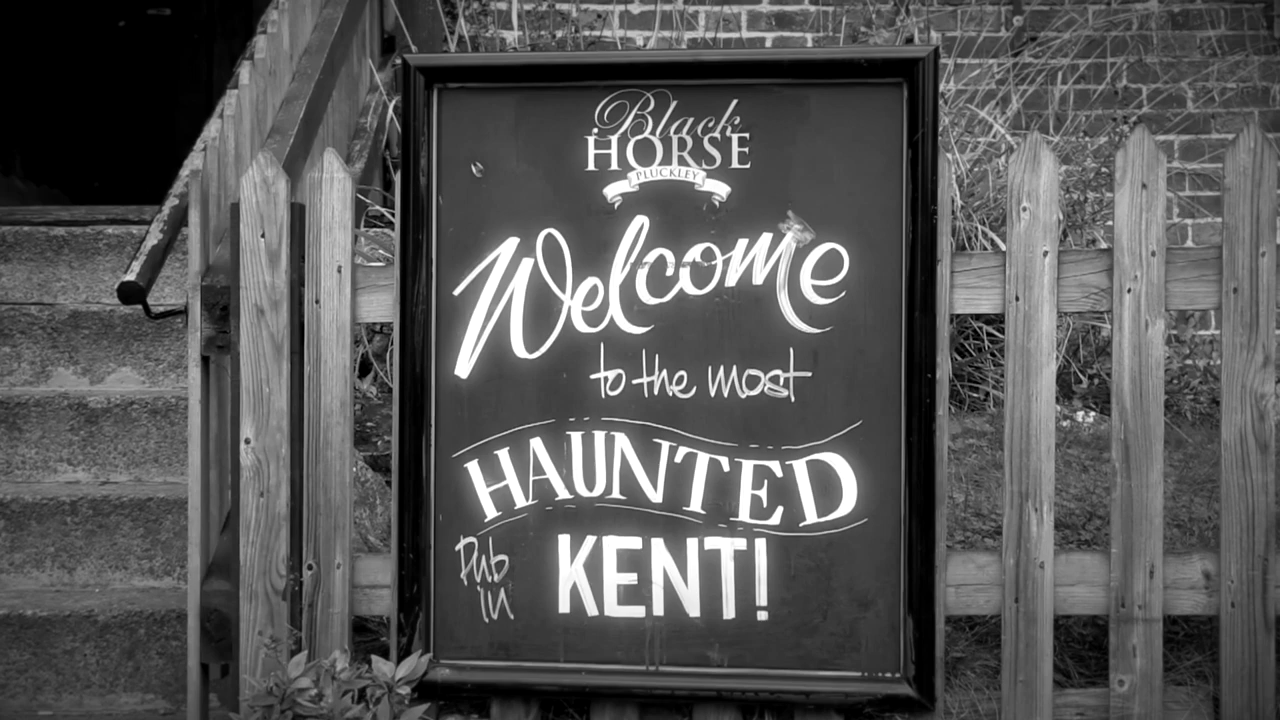 Black
HORSE
PLUCKLEY
Welcome
to the most
HAUNTED
Pub in
KENT!